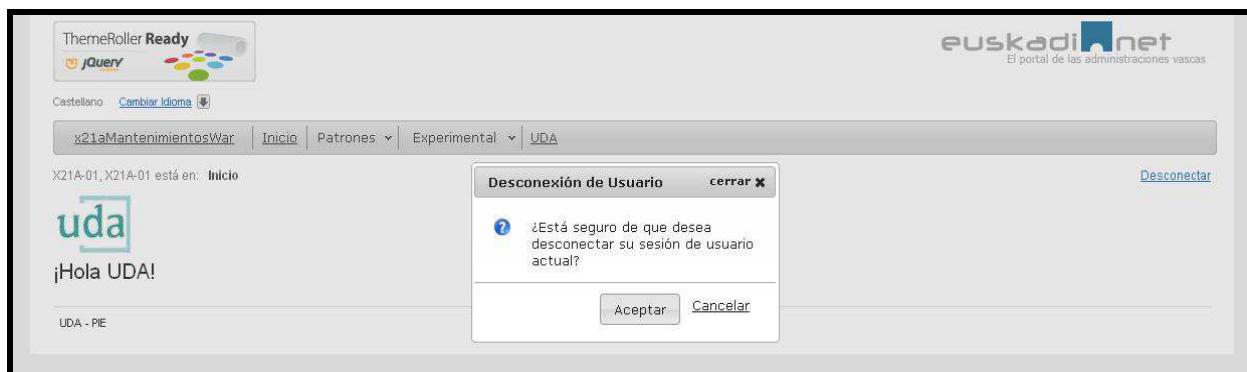 ThemeRoller Ready
jQuery
euskadi net
El portal de las administraciones vascas
Castellano Cambiar Idioma
x21aMantenimientosWar Inicio Patrones Experimental UDA
X21A-01, X21A-01 está en: Inicio
Desconectar
Desconexión de Usuario cerrar
¿Está seguro de que desea
desconectar su sesión de usuario
actual?
Aceptar Cancelar
uda
¡Hola UDA!
UDA - PIE